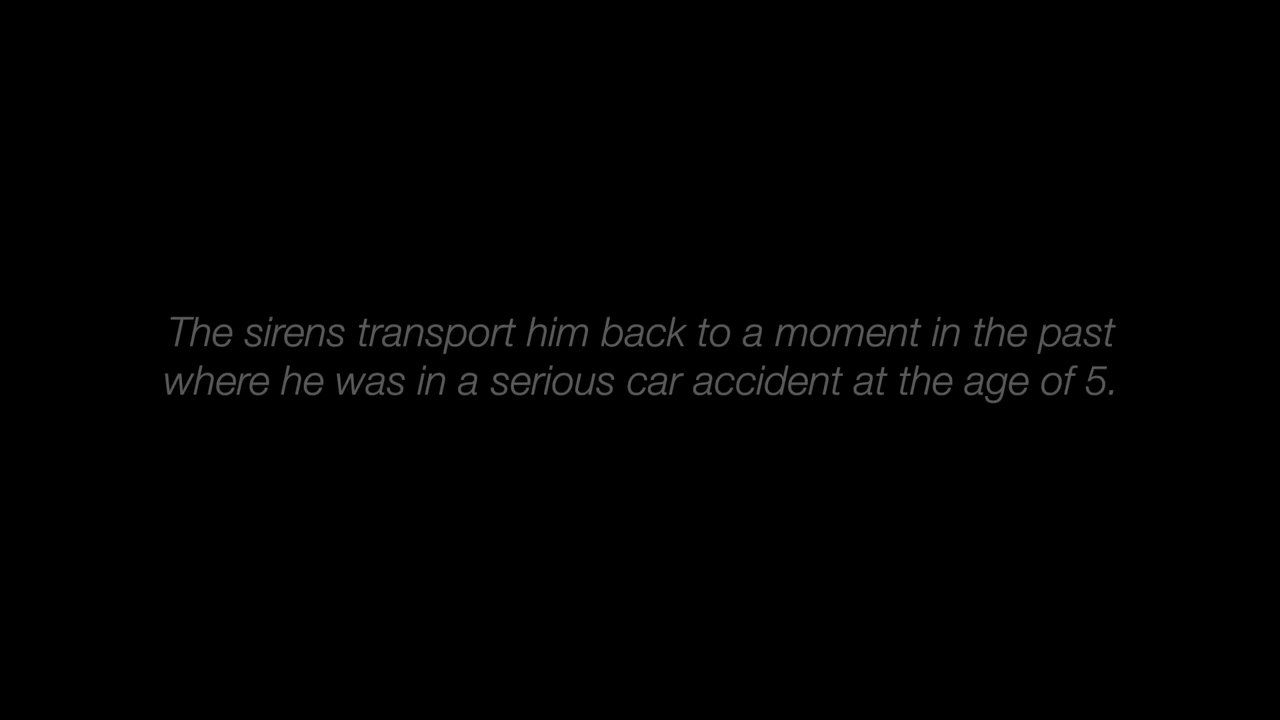 The sirens transport him back to a moment in the past
where he was in a serious car accident at the age of 5.